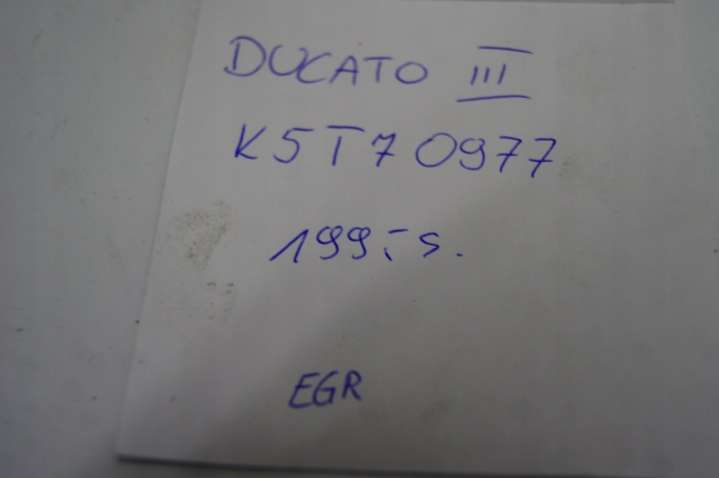 DUCATO III
K5T70977
199.- s.
EGR